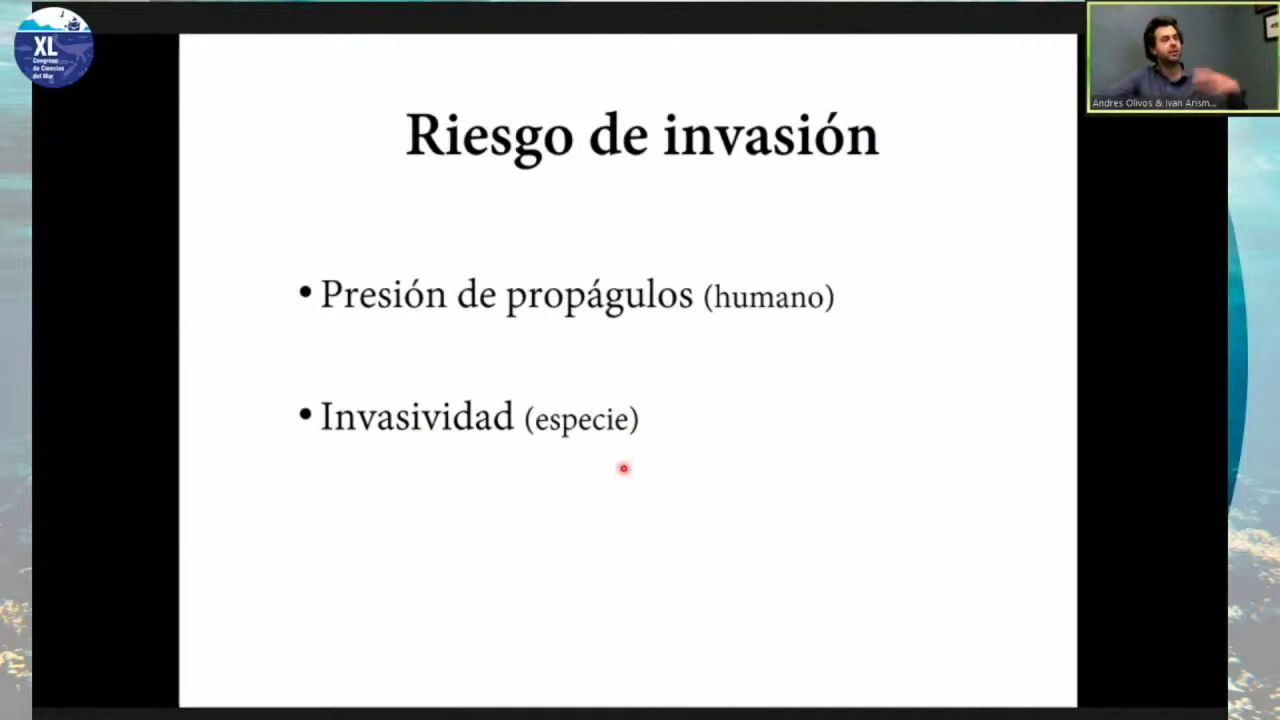 XL
Congreso
de Ciencias
del Mar
Andres Olivos & Ivan Arism...
Riesgo de invasión
• Presión de propágulos (humano)
• Invasividad (especie)